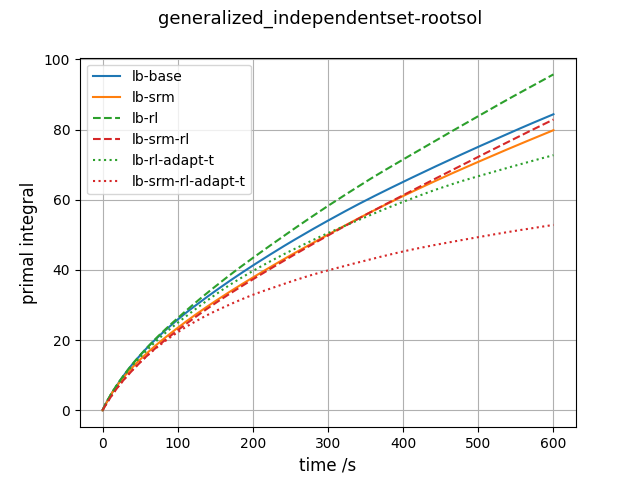 generalized_independentset-rootsol
100
80
60
40
20
0
primal integral
lb-base
lb-srm
lb-rl
lb-srm-rl
lb-rl-adapt-t
lb-srm-rl-adapt-t
0 100 200 300 400 500 600
time /s